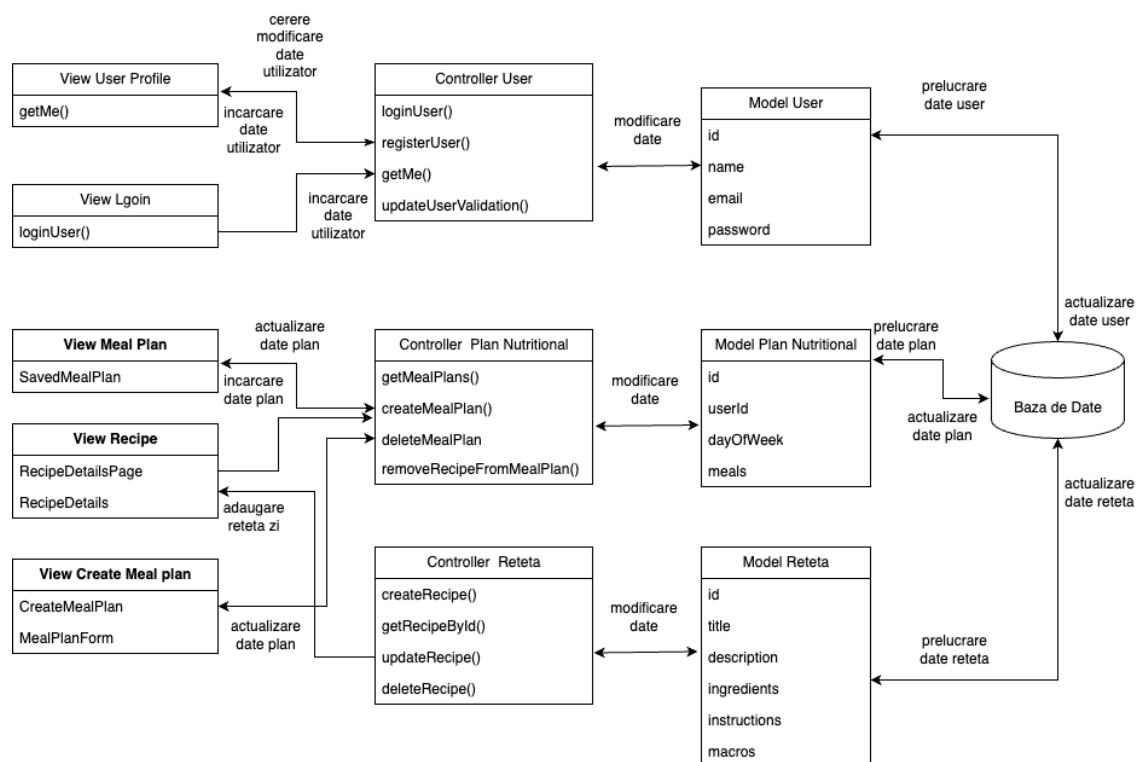 cerere
modificare
date
utilizator
View User Profile
getMe()
incarcare
date
utilizator
View Lgoin
loginUser()
incarcare
date
utilizator
Controller User
loginUser()
registerUser()
getMe()
updateUserValidation()
modificare
date
Model User
id
name
email
password
prelucrare
date user
actualizare
date user
View Meal Plan
SavedMealPlan
actualizare
date plan
incarcare
date plan
View Recipe
RecipeDetailsPage
RecipeDetails
adaugare
reteta zi
View Create Meal plan
CreateMealPlan
MealPlanForm
actualizare
date plan
Controller Plan Nutritional
getMealPlans()
createMealPlan()
deleteMealPlan
removeRecipeFromMealPlan()
modificare
date
Model Plan Nutritional
id
userId
dayOfWeek
meals
prelucrare
date plan
actualizare
date plan
Baza de Date
Controller Reteta
createRecipe()
getRecipeById()
updateRecipe()
deleteRecipe()
modificare
date
Model Reteta
id
title
description
ingredients
instructions
macros
prelucrare
date reteta
actualizare
date reteta